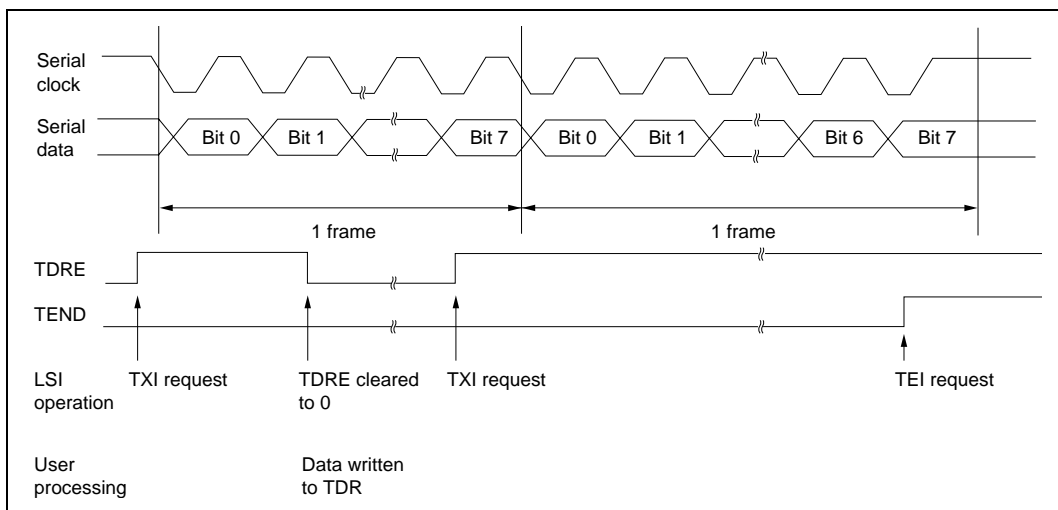 Serial
clock
Serial
data
Bit 0 Bit 1 Bit 7 Bit 0 Bit 1 Bit 6 Bit 7
1 frame 1 frame
TDRE
TEND
LSI
operation
TXI request
TDRE cleared
to 0
TXI request
TEI request
User
processing
Data written
to TDR